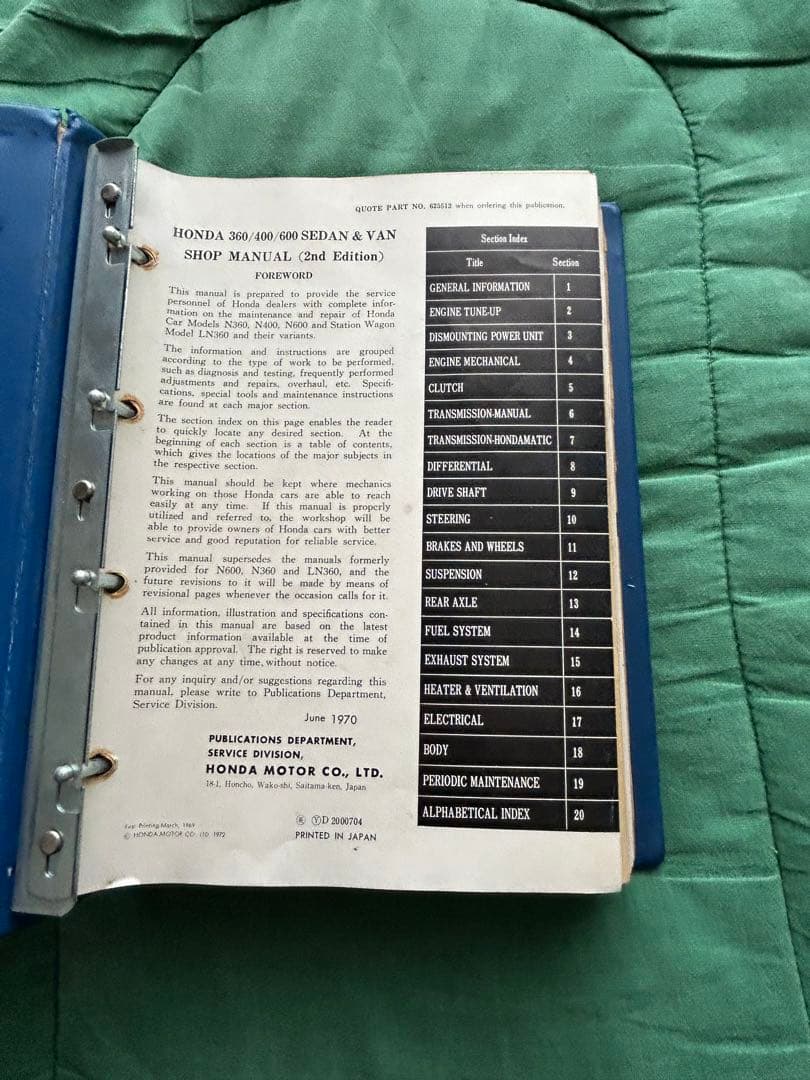 QUOTE PART NO. 625512 when ordering this publication.
HONDA 360/400/600 SEDAN & VAN
SHOP MANUAL (2nd Edition)
FOREWORD
This manual is prepared to provide the service
personnel of Honda dealers with complete infor-
mation on the maintenance and repair of Honda
Car Models N360, N400, N600 and Station Wagon
Model LN360 and their variants.
The information and instructions are grouped
according to the type of work to be performed,
such as diagnosis and testing, frequently performed
adjustments and repairs, overhaul, etc. Specifi-
cations, special tools and maintenance instructions
are found at each major section.
The section index on this page enables the reader
to quickly locate any desired section. At the
beginning of each section is a table of contents,
which gives the locations of the major subjects in
the respective section.
This manual should be kept where mechanics
working on those Honda cars are able to reach
easily at any time. If this manual is properly
utilized and referred to, the workshop will be
able to provide owners of Honda cars with better
service and good reputation for reliable service.
This manual supersedes the manuals formerly
provided for N600, N360 and LN360, and the
future revisions to it will be made by means of
revisional pages whenever the occasion calls for it.
All information, illustration and specifications con-
tained in this manual are based on the latest
product information available at the time of
publication approval. The right is reserved to make
any changes at any time, without notice.
For any inquiry and/or suggestions regarding this
manual, please write to Publications Department,
Service Division.
June 1970
PUBLICATIONS DEPARTMENT,
SERVICE DIVISION,
HONDA MOTOR CO., LTD.
18-1, Honcho, Wako-shi, Saitama-ken, Japan
Printing March, 1969
© HONDA MOTOR CO. LTD. 1972
Ⓨ D 2000704
PRINTED IN JAPAN
Section Index
Title Section
GENERAL INFORMATION 1
ENGINE TUNE-UP 2
DISMOUNTING POWER UNIT 3
ENGINE MECHANICAL 4
CLUTCH 5
TRANSMISSION-MANUAL 6
TRANSMISSION-HONDAMATIC 7
DIFFERENTIAL 8
DRIVE SHAFT 9
STEERING 10
BRAKES AND WHEELS 11
SUSPENSION 12
REAR AXLE 13
FUEL SYSTEM 14
EXHAUST SYSTEM 15
HEATER & VENTILATION 16
ELECTRICAL 17
BODY 18
PERIODIC MAINTENANCE 19
ALPHABETICAL INDEX 20